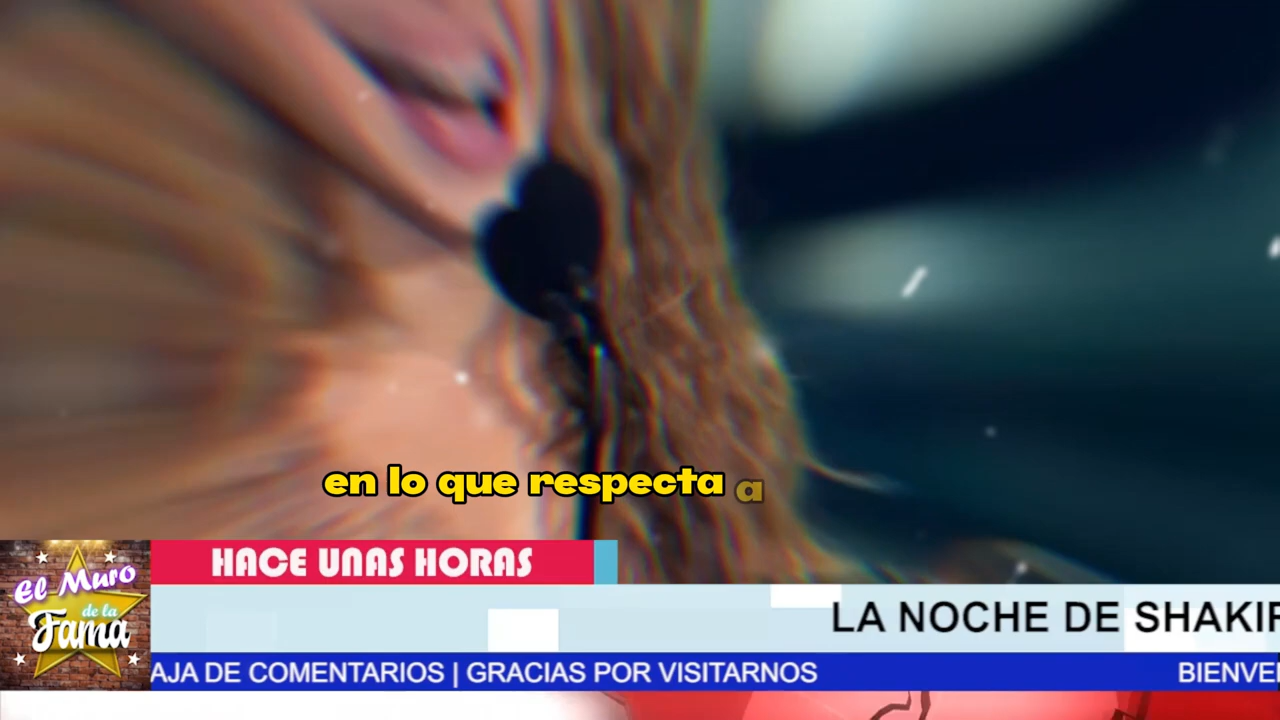 en lo que respecta a
HACE UNAS HORAS
El Muro
de la
Fama
LA NOCHE DE SHAKIR
AJA DE COMENTARIOS | GRACIAS POR VISITARNOS
BIENVE